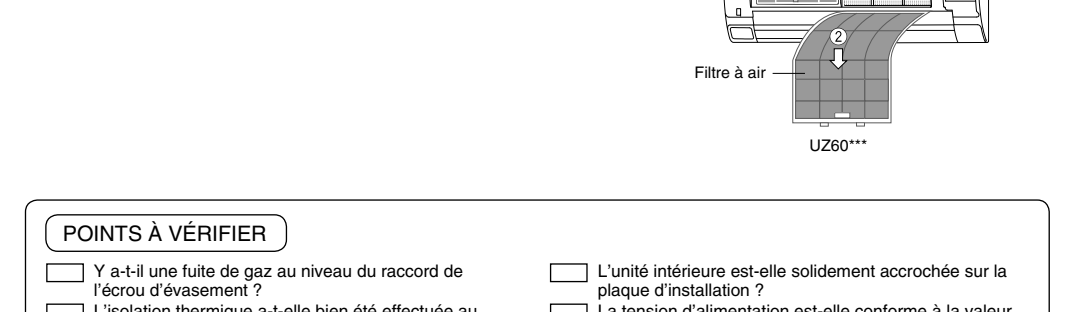 2
Filtre à air
UZ60***
POINTS À VÉRIFIER
Y a-t-il une fuite de gaz au niveau du raccord de
l'écrou d'évasement ?
L'isolation thermique a-t-elle bien été effectuée au
L'unité intérieure est-elle solidement accrochée sur la
plaque d'installation ?
La tension d'alimentation est-elle conforme à la valeur